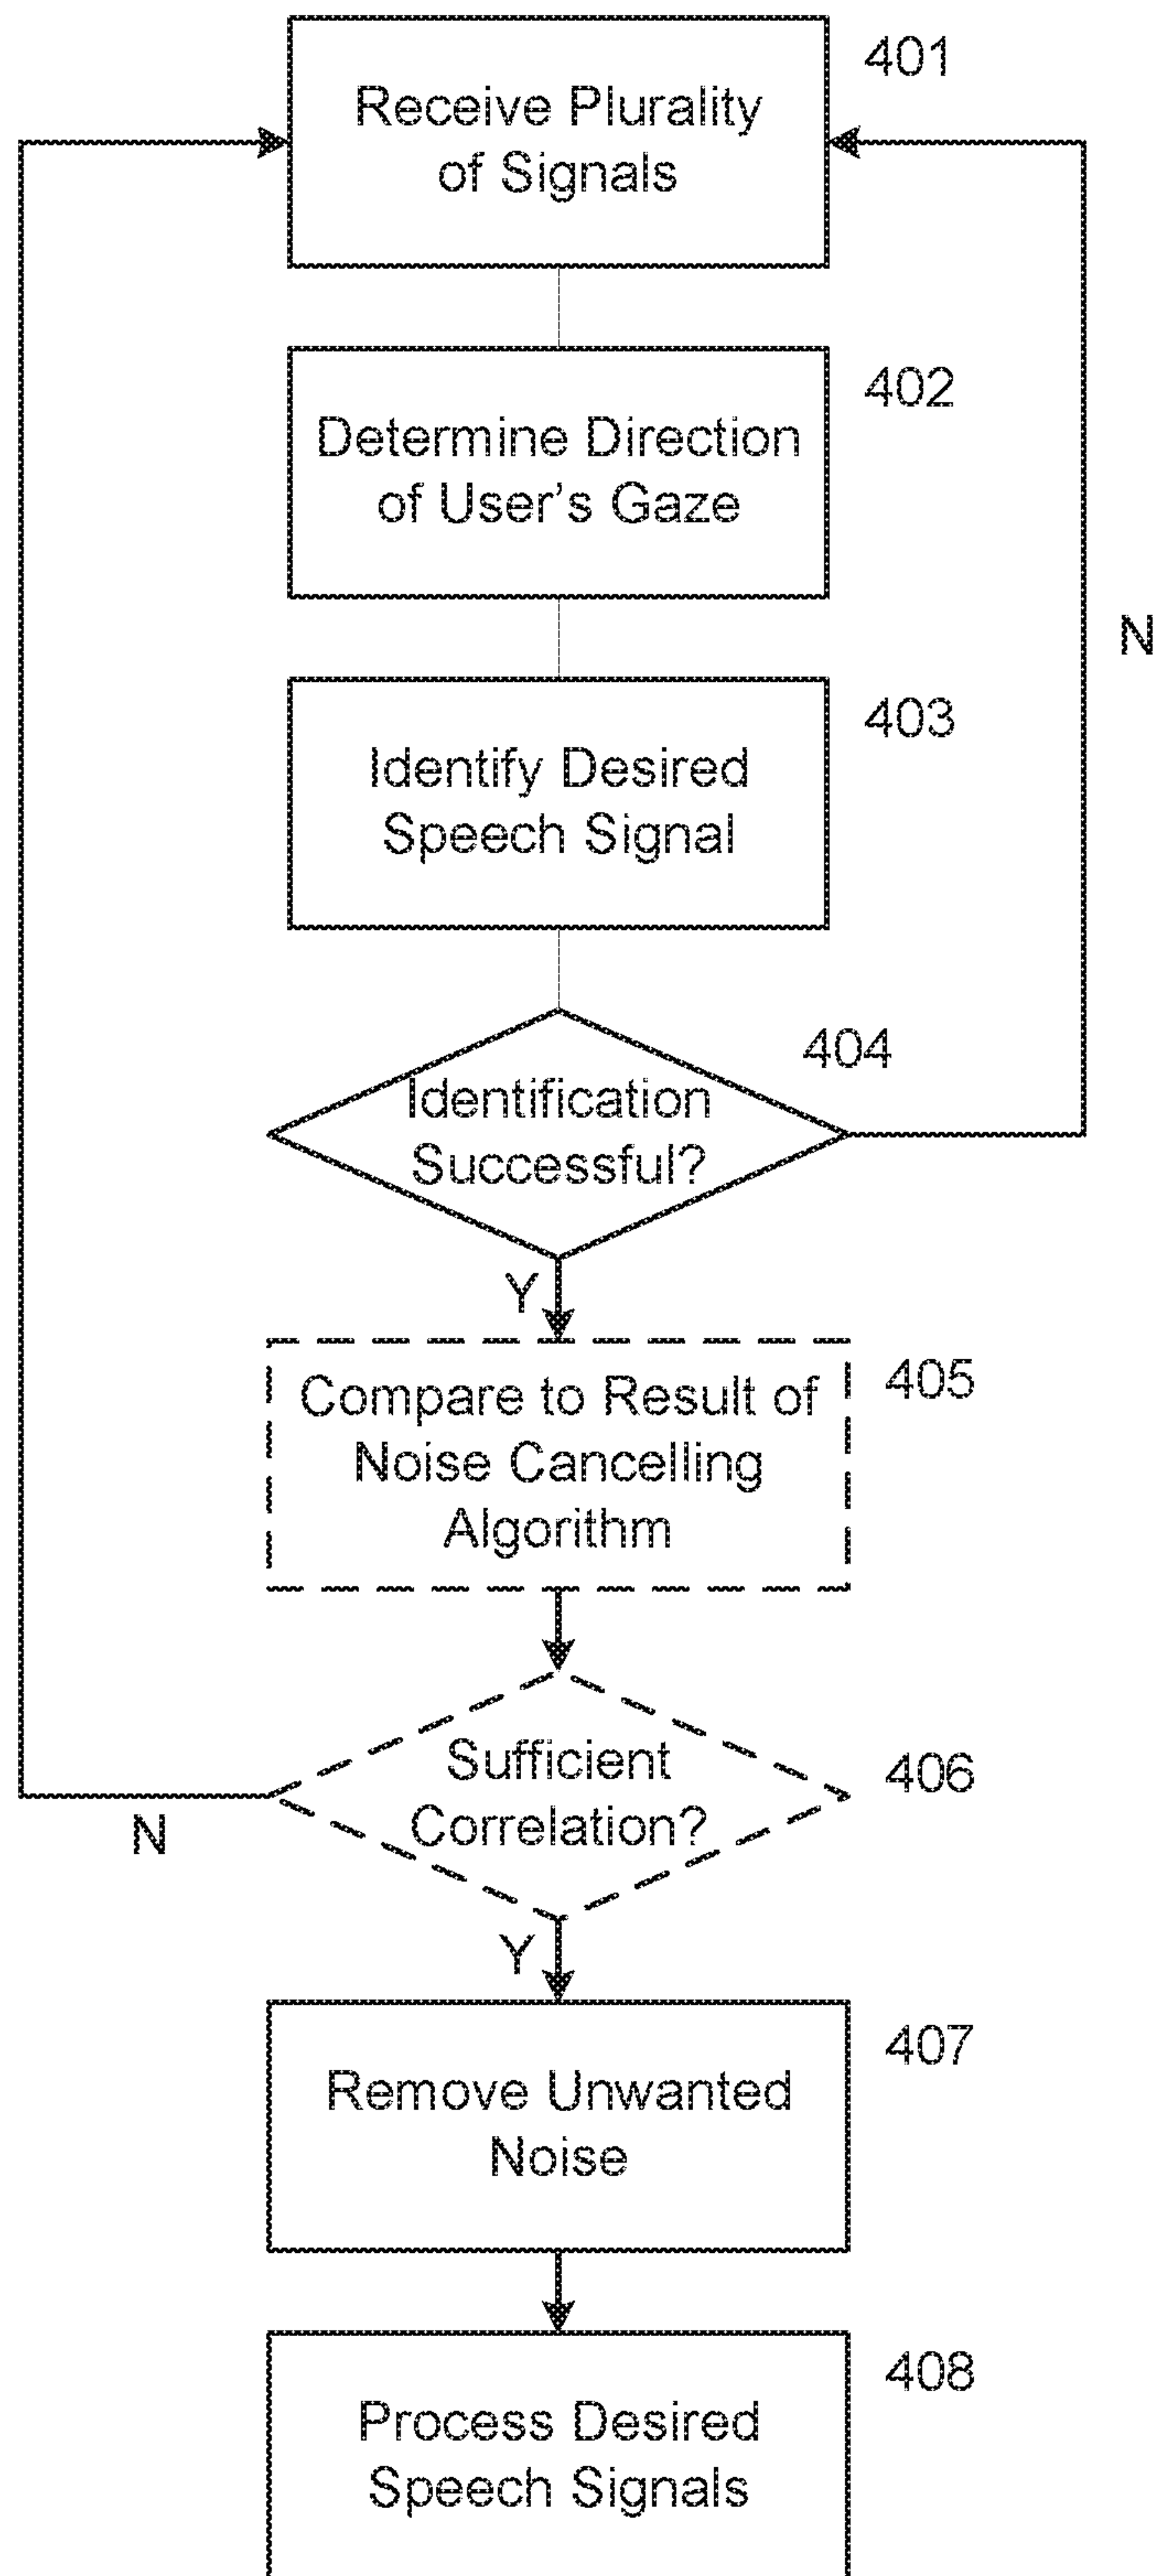 401
Receive Plurality
of Signals
402
Determine Direction
of User's Gaze
N
403
Identify Desired
Speech Signal
404
Identification
Successful?
Y
405
Compare to Result of
Noise Cancelling
Algorithm
406
Sufficient
Correlation?
N
Y
407
Remove Unwanted
Noise
408
Process Desired
Speech Signals